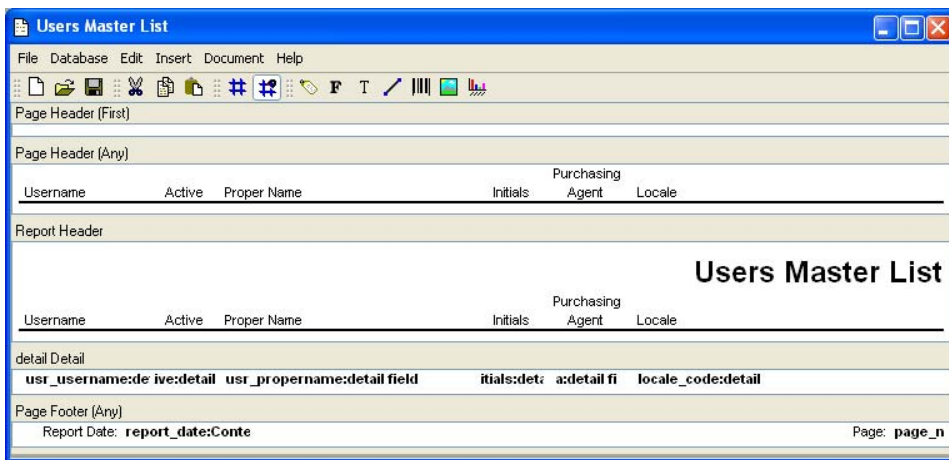 Users Master List
File Database Edit Insert Document Help
F T
Page Header (First)
Page Header (Any)
Purchasing
Username Active Proper Name Initials Agent Locale
Report Header
Users Master List
Purchasing
Username Active Proper Name Initials Agent Locale
detail Detail
usr_username:de ive:detail usr_propername:detail field itials:deta a:detail fi locale_code:detail
Page Footer (Any)
Report Date: report_date:Conte Page: page_n